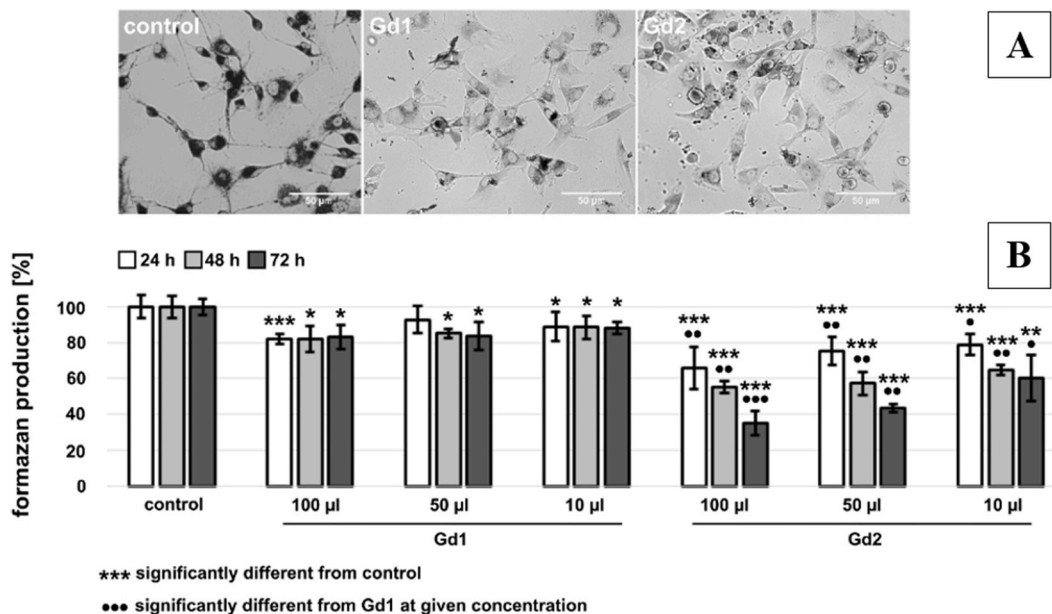 control Gd1 Gd2 A
50 µm 50 µm 50 µm
B
24 h 48 h 72 h
formazan production [%]
100
80
60
40
20
0
*** * * * * * * *
*** *** *** *** *** *** *** *** **
•• •• ••• •• •• •• • •• •
control 100 µl 50 µl 10 µl 100 µl 50 µl 10 µl
Gd1 Gd2
*** significantly different from control
••• significantly different from Gd1 at given concentration